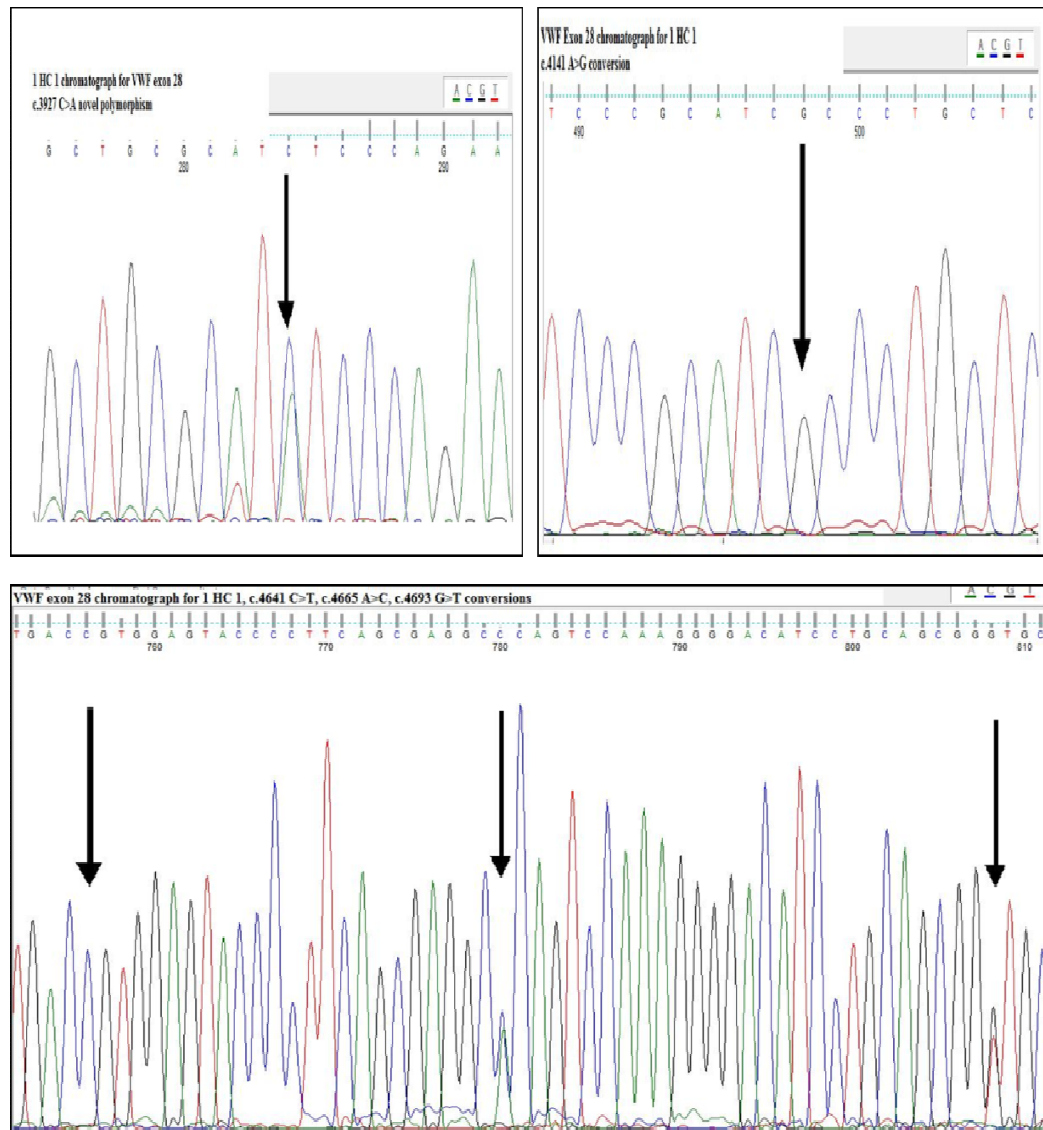 1 HC 1 chromatograph for VWF exon 28
c.3927 C>A novel polymorphism
A C G T
G C T G C G C A T C T C C C A G A A
280 290
VWF Exon 28 chromatograph for 1 HC 1
c.4141 A>G conversion
A C G T
T C C C G C A T C G C C C T G C T C
490 500
VWF exon 28 chromatograph for 1 HC 1, c.4641 C>T, c.4665 A>C, c.4693 G>T conversions
A C G T
T G A C C G T G G A G T A C C C C T T C A G C G A G G C C C A G T C C A A A G G G G A C A T C C T G C A G C G G G T G C
760 770 780 790 800 810